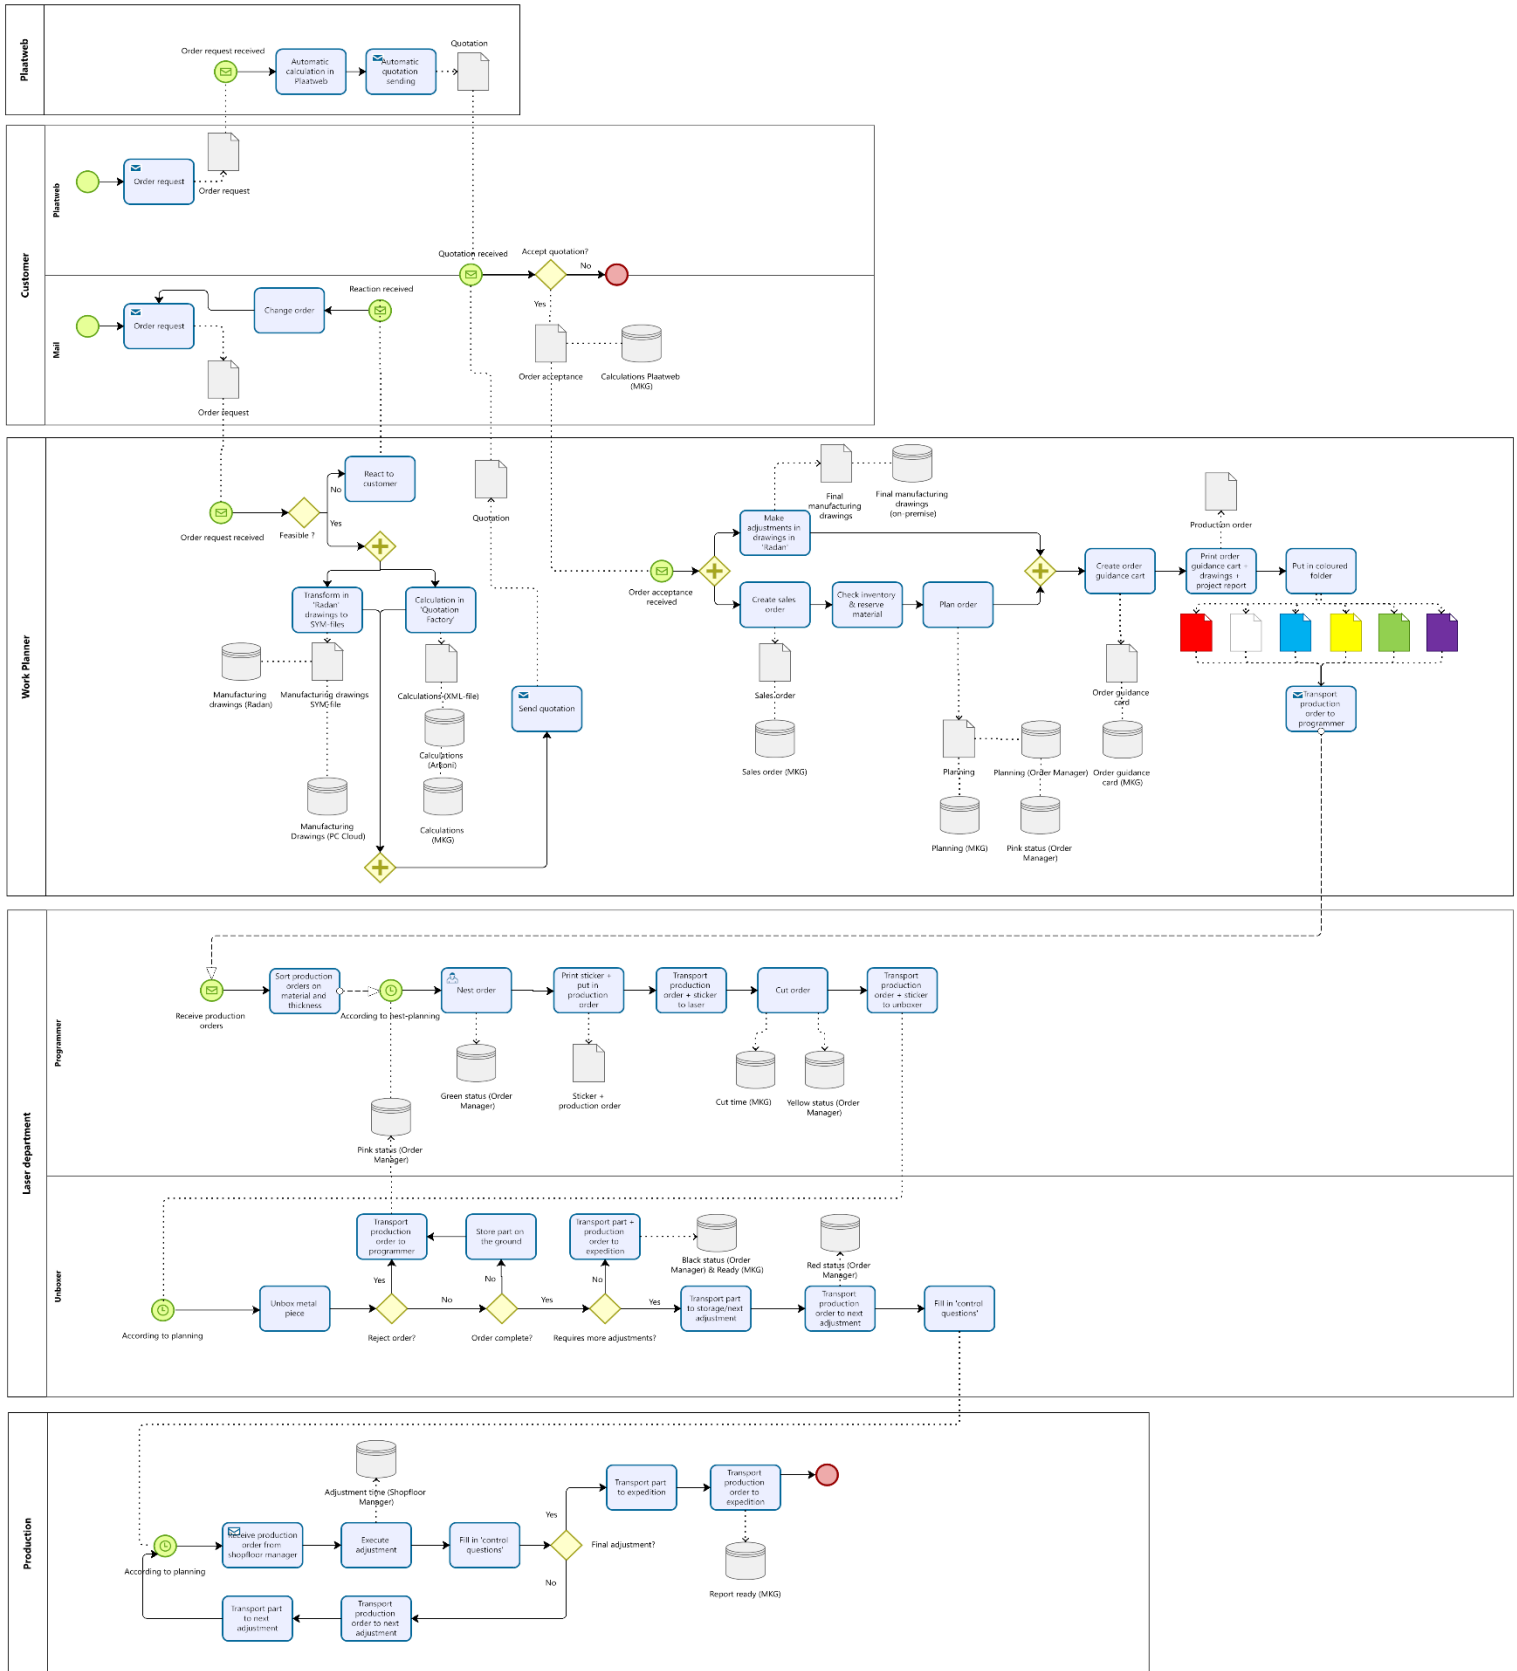 Plaatweb
Order request received
Automatic
calculation in
Plaatweb
Automatic
quotation
sending
Quotation
Customer
Plaatweb
Order request
Order request
Quotation received
Accept quotation?
No
Yes
Mail
Order request
Change order
Reaction received
Order request
Order acceptance
Calculations Plaatweb
(MKG)
Work Planner
Order request received
Feasible ?
No
Yes
React to
customer
Quotation
Transform in
'Radan'
drawings to
SYM-files
Calculation in
'Quotation
Factory'
Manufacturing
drawings (Radan)
Manufacturing drawings
SYM-file
Calculations (XML-file)
Calculations
(Arkoni)
Manufacturing
Drawings (PC Cloud)
Calculations
(MKG)
Send quotation
Order acceptance
received
Make
adjustments in
drawings in
'Radan'
Final
manufacturing
drawings
Final manufacturing
drawings
(on-premise)
Create sales
order
Check inventory
& reserve
material
Plan order
Sales order
Sales order (MKG)
Planning
Planning (Order Manager)
Planning (MKG)
Pink status (Order
Manager)
Create order
guidance cart
Order guidance
card
Order guidance
card (MKG)
Production order
Print order
guidance cart +
drawings +
project report
Put in coloured
folder
Transport
production
order to
programmer
Laser department
Programmer
Receive production
orders
Sort production
orders on
material and
thickness
According to nest-planning
Nest order
Print sticker +
put in
production
order
Transport
production
order + sticker
to laser
Cut order
Transport
production
order + sticker
to unboxer
Green status (Order
Manager)
Sticker +
production order
Cut time (MKG)
Yellow status (Order
Manager)
Pink status (Order
Manager)
Unboxer
According to planning
Unbox metal
piece
Transport
production
order to
programmer
Yes
Reject order?
No
Store part on
the ground
No
Order complete?
Yes
Transport part +
production
order to
expedition
No
Requires more adjustments?
Yes
Black status (Order
Manager) & Ready (MKG)
Transport part
to storage/next
adjustment
Red status (Order
Manager)
Transport
production
order to next
adjustment
Fill in 'control
questions'
Production
According to planning
Receive production
order from
shopfloor manager
Adjustment time (Shopfloor
Manager)
Execute
adjustment
Fill in 'control
questions'
Final adjustment?
Yes
No
Transport part
to expedition
Transport
production
order to
expedition
Report ready (MKG)
Transport part
to next
adjustment
Transport
production
order to next
adjustment